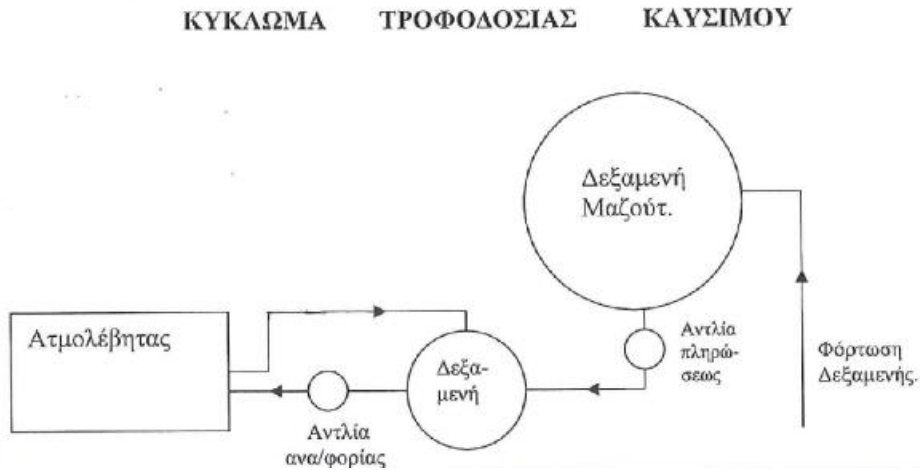 ΚΥΚΛΩΜΑ ΤΡΟΦΟΔΟΣΙΑΣ ΚΑΥΣΙΜΟΥ
Δεξαμενή
Μαζούτ.
Ατμολέβητας
Δεξα-
μενή
Αντλία
πληρώ-
σεως
Φόρτωση
Δεξαμενής.
Αντλία
ανα/φορίας